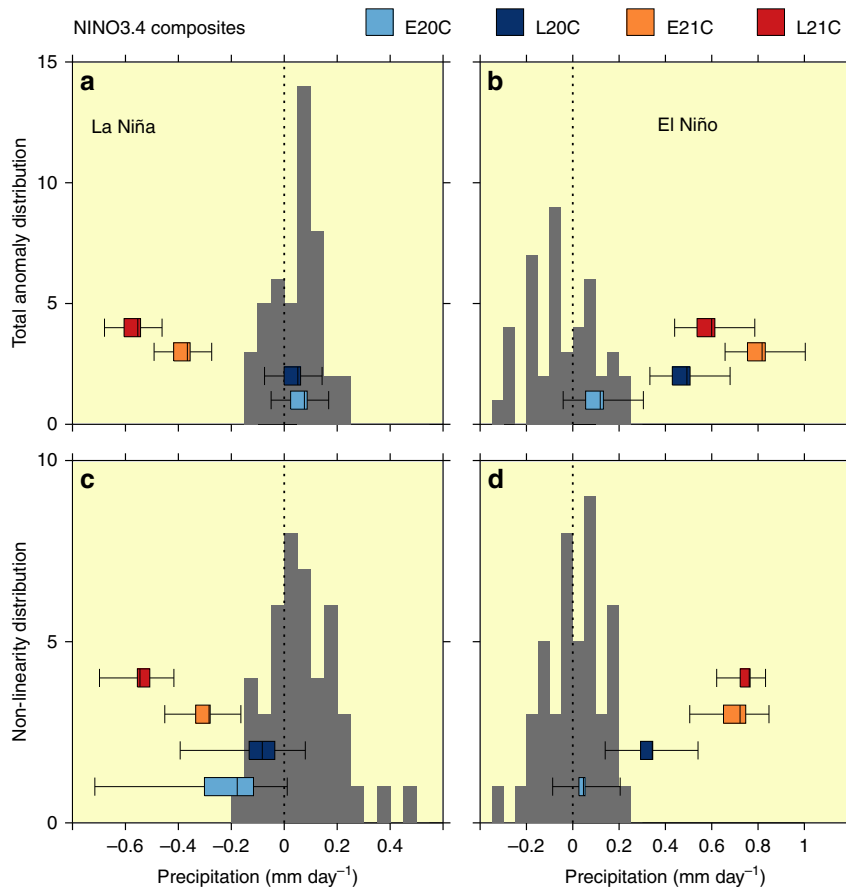 NINO3.4 composites E20C L20C E21C L21C
a
La Niña
b
El Niño
15
10
5
0
Total anomaly distribution
c
d
10
5
0
Non-linearity distribution
−0.6 −0.4 −0.2 0 0.2 0.4
−0.2 0 0.2 0.4 0.6 0.8 1
Precipitation (mm day⁻¹)
Precipitation (mm day⁻¹)